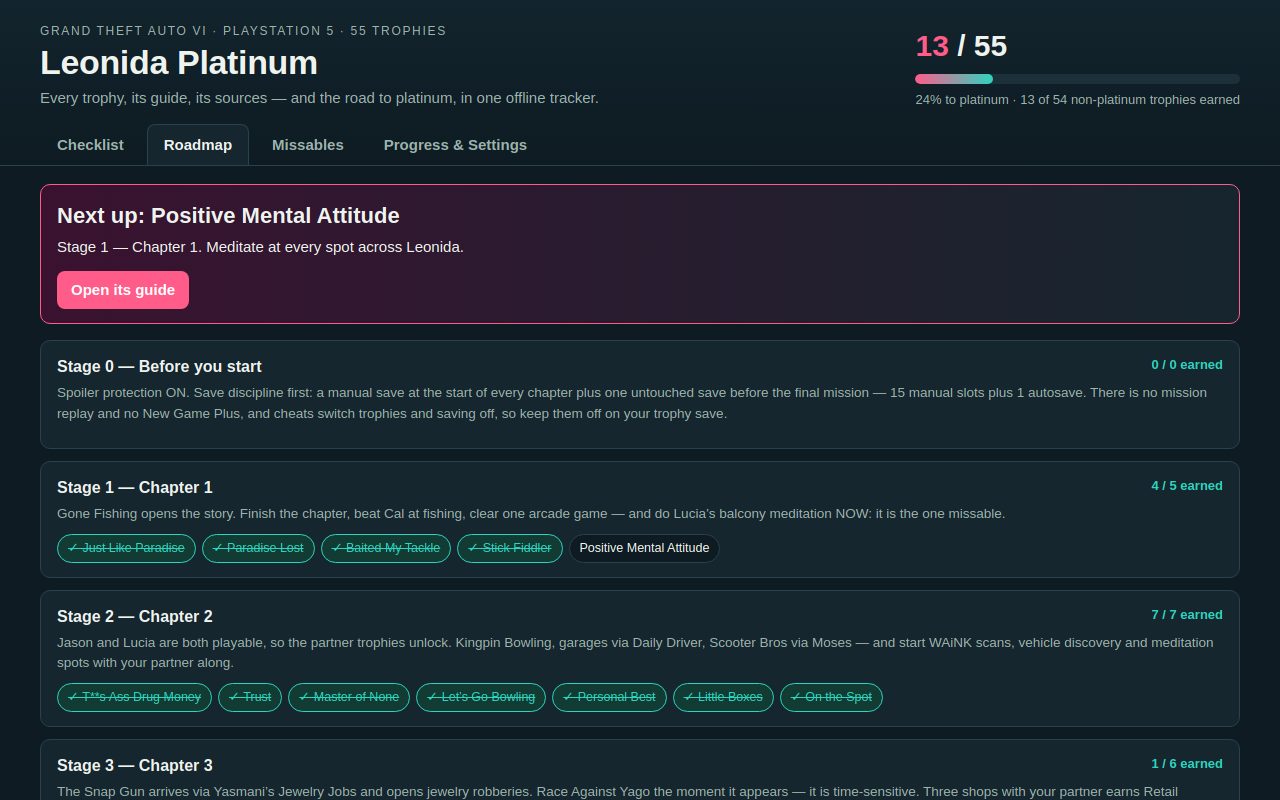 GRAND THEFT AUTO VI · PLAYSTATION 5 · 55 TROPHIES
Leonida Platinum
Every trophy, its guide, its sources — and the road to platinum, in one offline tracker.
13 / 55
24% to platinum · 13 of 54 non-platinum trophies earned
Checklist
Roadmap
Missables
Progress & Settings
Next up: Positive Mental Attitude
Stage 1 — Chapter 1. Meditate at every spot across Leonida.
Open its guide
Stage 0 — Before you start
0 / 0 earned
Spoiler protection ON. Save discipline first: a manual save at the start of every chapter plus one untouched save before the final mission — 15 manual slots plus 1 autosave. There is no mission
replay and no New Game Plus, and cheats switch trophies and saving off, so keep them off on your trophy save.
Stage 1 — Chapter 1
4 / 5 earned
Gone Fishing opens the story. Finish the chapter, beat Cal at fishing, clear one arcade game — and do Lucia's balcony meditation NOW: it is the one missable.
✓ Just Like Paradise
✓ Paradise Lost
✓ Baited My Tackle
✓ Stick Fiddler
Positive Mental Attitude
Stage 2 — Chapter 2
7 / 7 earned
Jason and Lucia are both playable, so the partner trophies unlock. Kingpin Bowling, garages via Daily Driver, Scooter Bros via Moses — and start WAiNK scans, vehicle discovery and meditation
spots with your partner along.
✓ T**s Ass Drug Money
✓ Trust
✓ Master of None
✓ Let's Go Bowling
✓ Personal Best
✓ Little Boxes
✓ On the Spot
Stage 3 — Chapter 3
1 / 6 earned
The Snap Gun arrives via Yasmani's Jewelry Jobs and opens jewelry robberies. Race Against Yago the moment it appears — it is time-sensitive. Three shops with your partner earns Retail